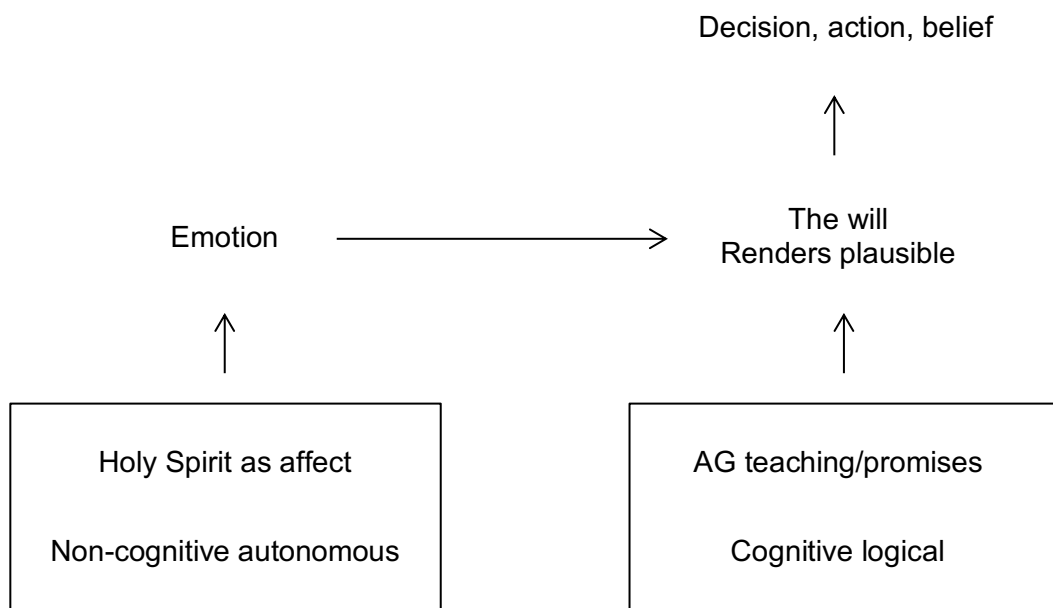 Decision, action, belief
Emotion
The will
Renders plausible
Holy Spirit as affect
Non-cognitive autonomous
AG teaching/promises
Cognitive logical